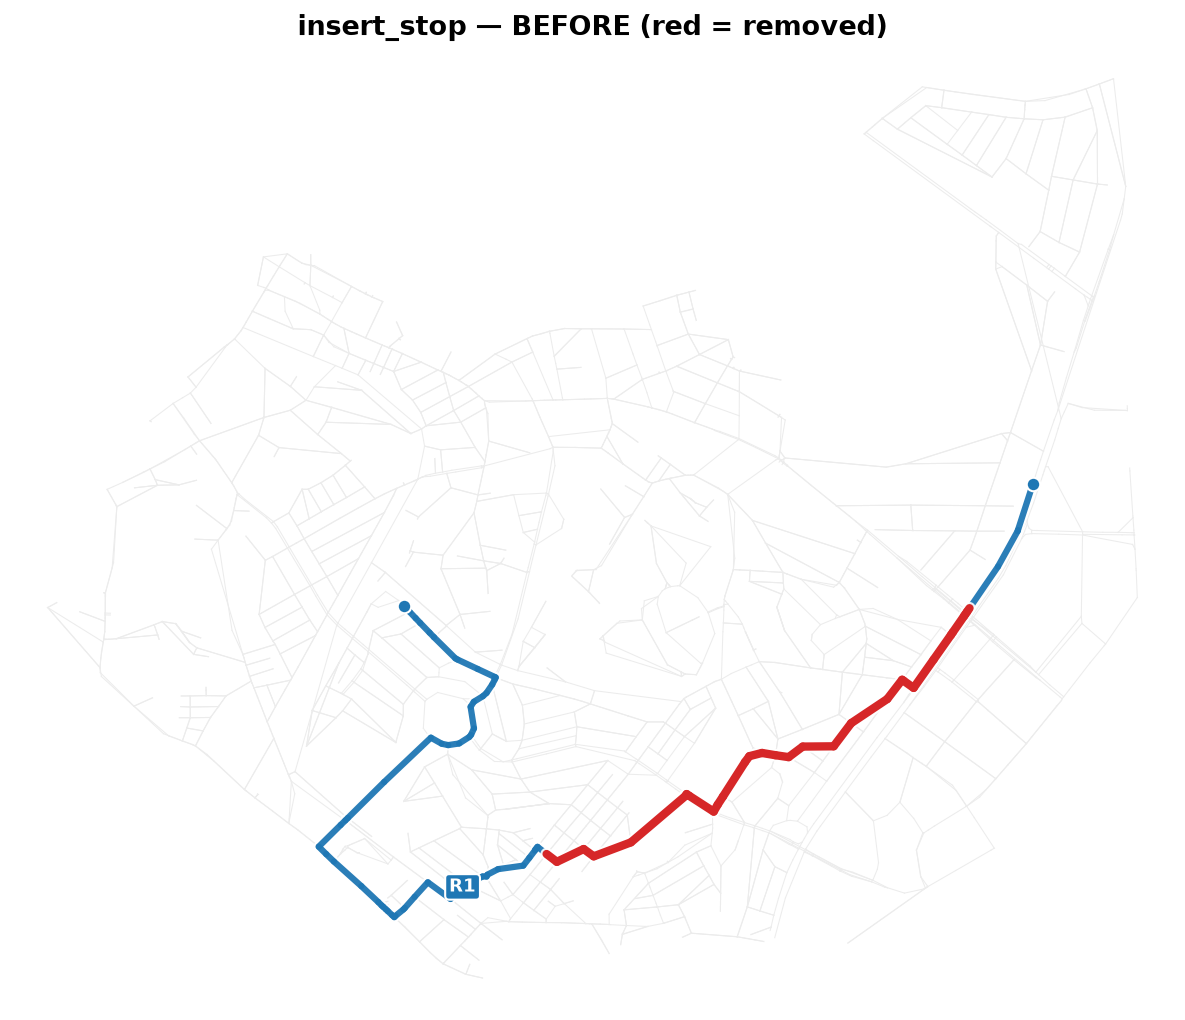 insert_stop — BEFORE (red = removed)
R1